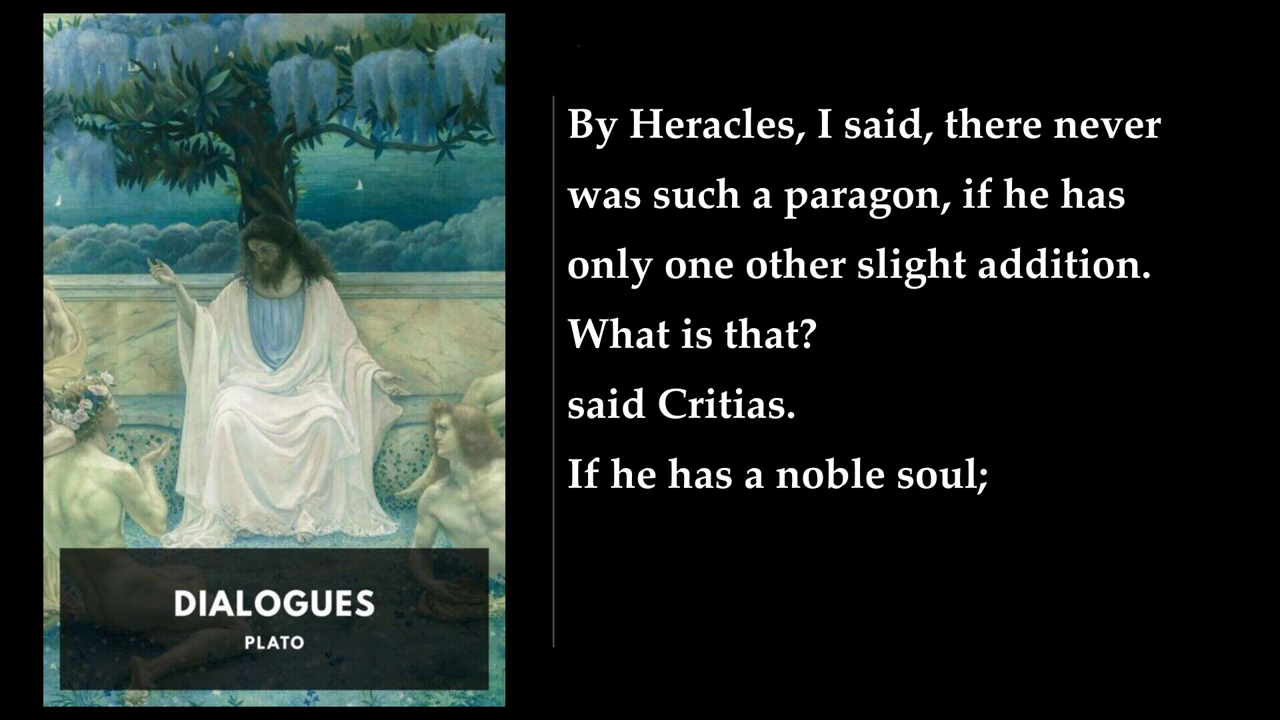 DIALOGUES
PLATO
By Heracles, I said, there never
was such a paragon, if he has
only one other slight addition.
What is that?
said Critias.
If he has a noble soul;